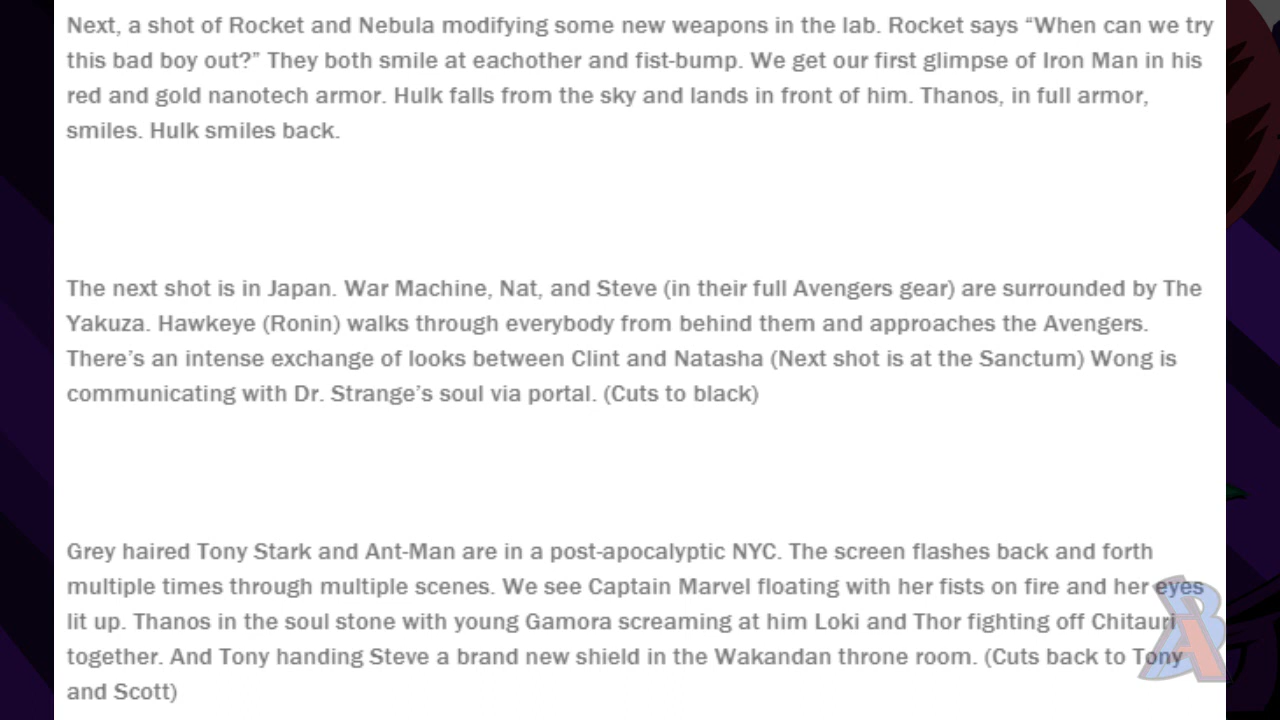 Next, a shot of Rocket and Nebula modifying some new weapons in the lab. Rocket says “When can we try
this bad boy out?” They both smile at eachother and fist-bump. We get our first glimpse of Iron Man in his
red and gold nanotech armor. Hulk falls from the sky and lands in front of him. Thanos, in full armor,
smiles. Hulk smiles back.
The next shot is in Japan. War Machine, Nat, and Steve (in their full Avengers gear) are surrounded by The
Yakuza. Hawkeye (Ronin) walks through everybody from behind them and approaches the Avengers.
There’s an intense exchange of looks between Clint and Natasha (Next shot is at the Sanctum) Wong is
communicating with Dr. Strange’s soul via portal. (Cuts to black)
Grey haired Tony Stark and Ant-Man are in a post-apocalyptic NYC. The screen flashes back and forth
multiple times through multiple scenes. We see Captain Marvel floating with her fists on fire and her eyes
lit up. Thanos in the soul stone with young Gamora screaming at him Loki and Thor fighting off Chitauri
together. And Tony handing Steve a brand new shield in the Wakandan throne room. (Cuts back to Tony
and Scott)